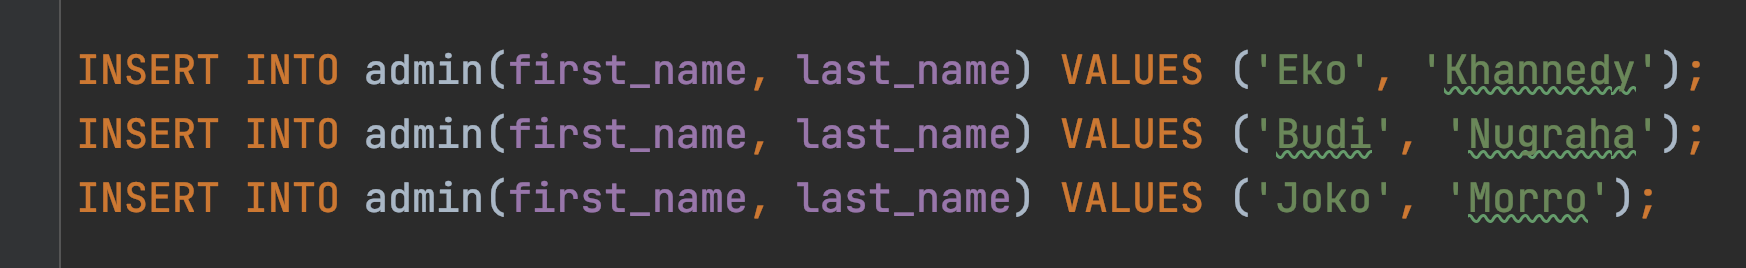 INSERT INTO admin(first_name, last_name) VALUES ('Eko', 'Khannedy');
INSERT INTO admin(first_name, last_name) VALUES ('Budi', 'Nugraha');
INSERT INTO admin(first_name, last_name) VALUES ('Joko', 'Morro');